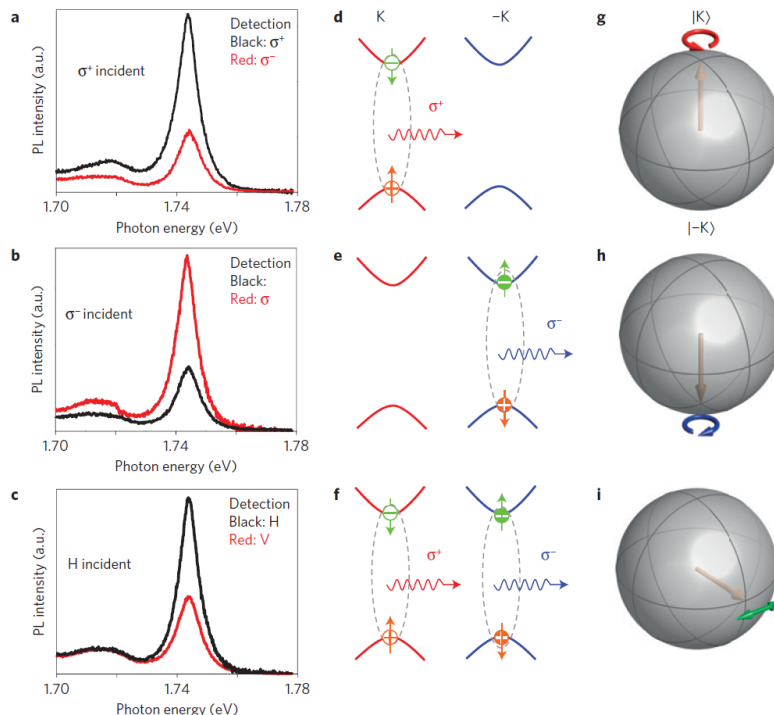 a
Detection
Black: σ⁺
Red: σ⁻
σ⁺ incident
PL intensity (a.u.)
1.70
1.74
1.78
Photon energy (eV)
b
Detection
Black:
Red: σ
σ⁻ incident
PL intensity (a.u.)
1.70
1.74
1.78
Photon energy (eV)
c
Detection
Black: H
Red: V
H incident
PL intensity (a.u.)
1.70
1.74
1.78
Photon energy (eV)
d
K
−K
σ⁺
e
σ⁻
f
σ⁺
σ⁻
g
|K⟩
h
|−K⟩
i